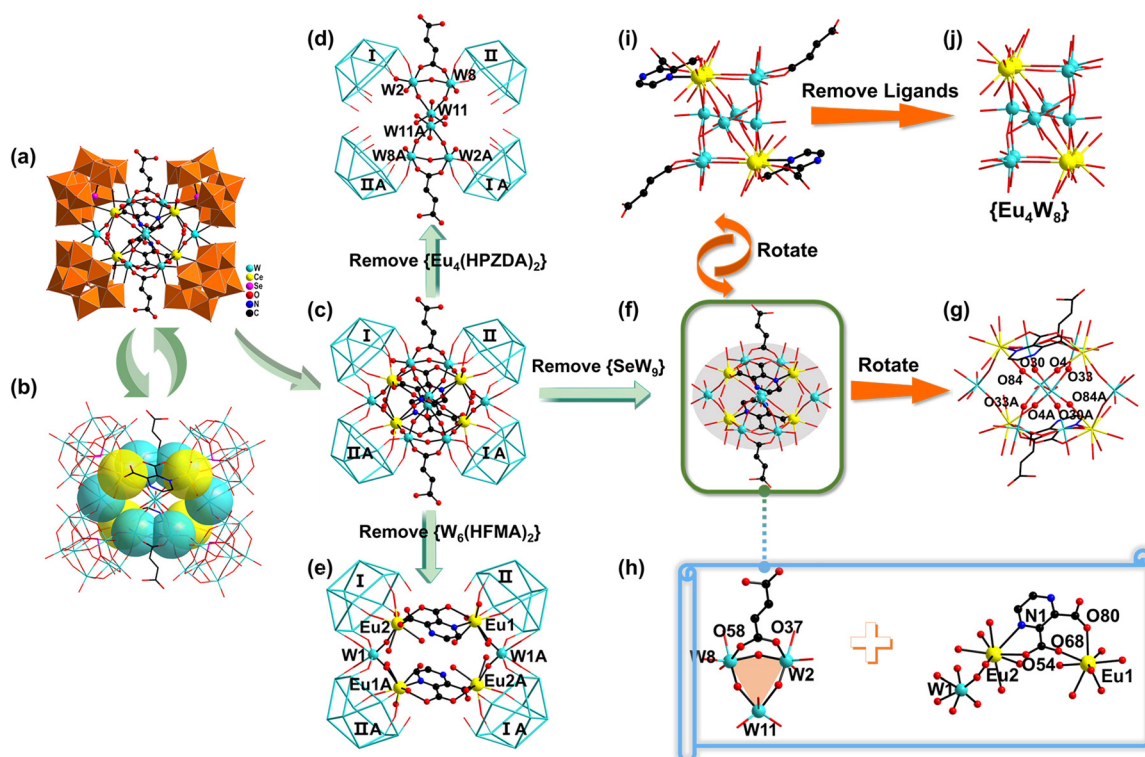 (a)
W
Ce
Se
O
N
C
(b)
(d)
I
II
W2
W8
W11
W11A
W8A
W2A
IIA
IA
Remove {Eu₄(HPZDA)₂}
(c)
I
II
IIA
IA
Remove {SeW₉}
Remove {W₆(HFMA)₂}
(e)
I
II
Eu2
Eu1
W1
W1A
Eu1A
Eu2A
IIA
IA
(i)
Remove Ligands
(j)
{Eu₄W₈}
Rotate
(f)
Rotate
(g)
O30
O4
O33
O84
O84A
O33A
O4A
O30A
(h)
O58
O37
W8
W2
W11
N1
O80
O68
O54
W1
Eu2
Eu1